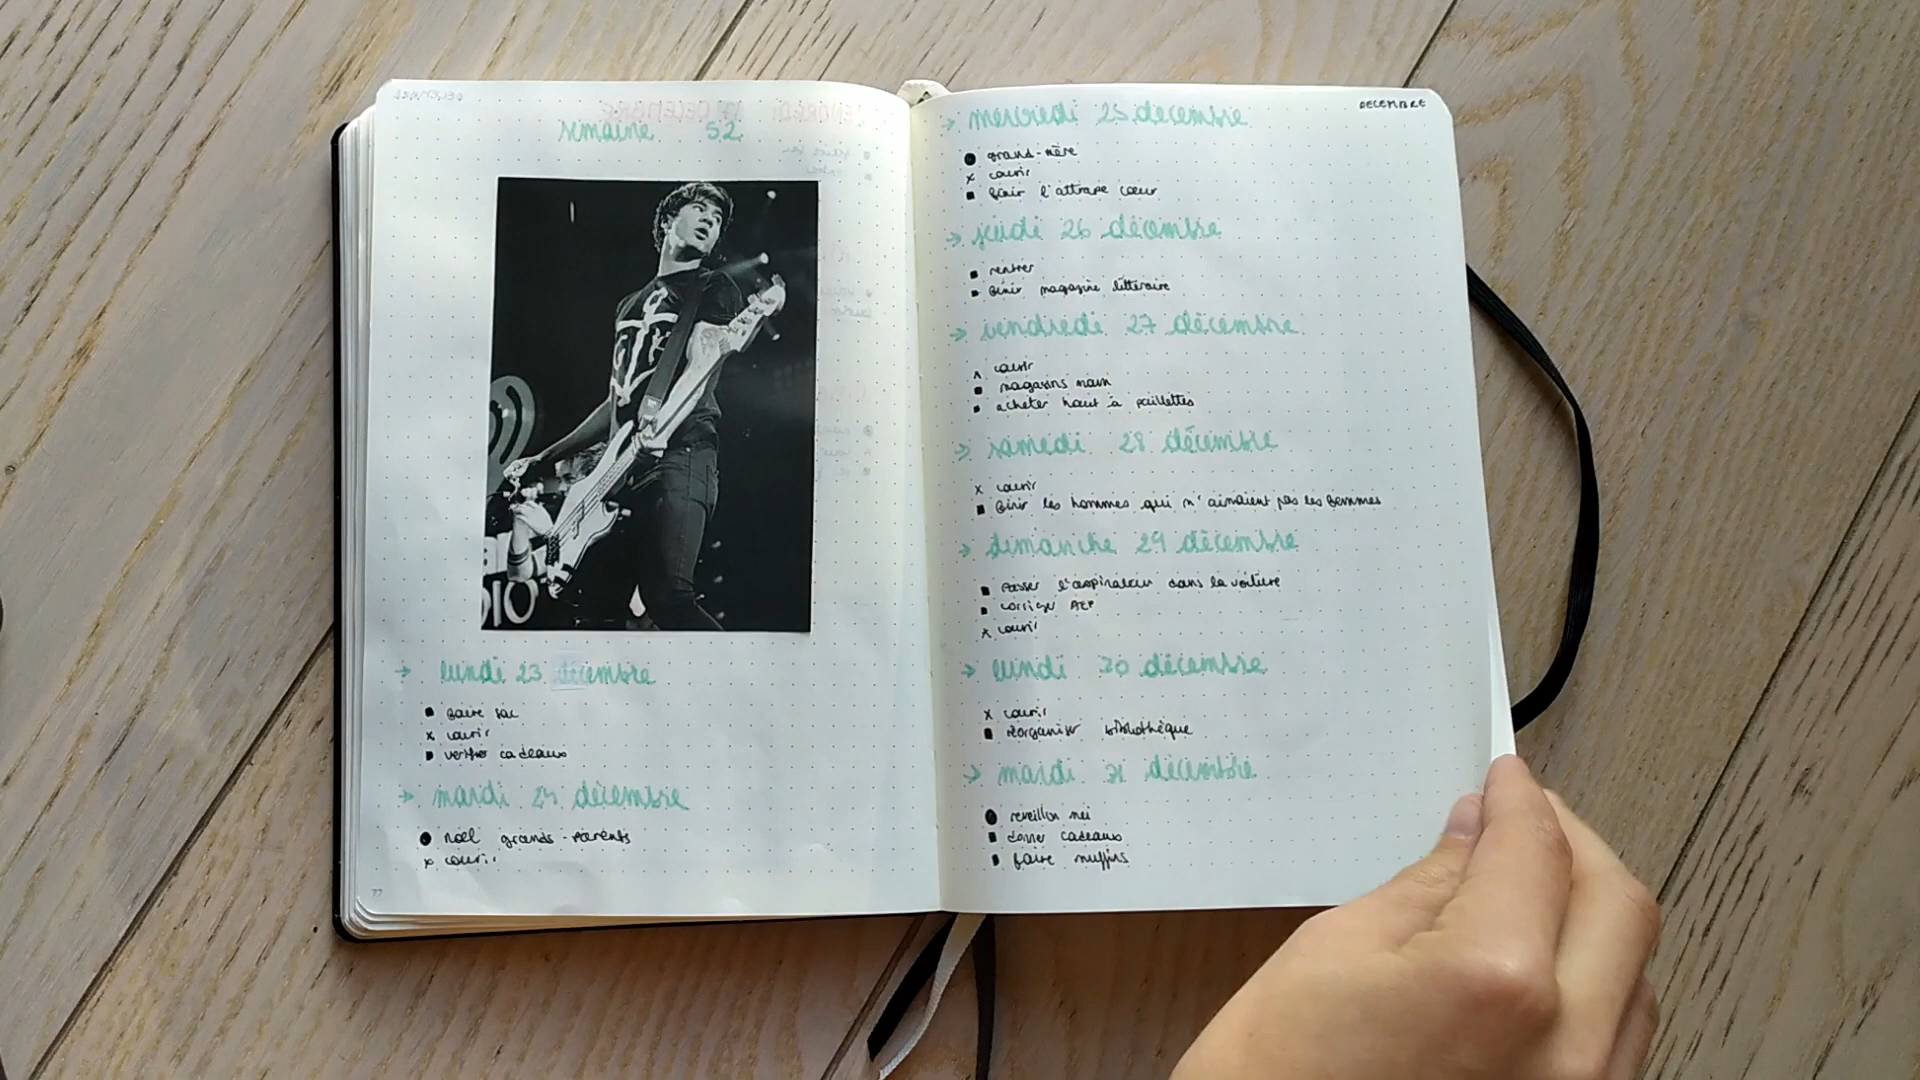 semaine 52
lundi 23 décembre
faire sac
courir
vérifier cadeaux
mardi 24 décembre
noël grands-parents
courir
77
DECEMBRE
mercredi 25 décembre
grand-mère
courir
finir l'attrape cœur
jeudi 26 décembre
rentrer
finir magazine littéraire
vendredi 27 décembre
courir
magasins
acheter haut à paillettes
samedi 28 décembre
courir
finir les hommes qui n'aimaient pas les femmes
dimanche 29 décembre
passer l'aspirateur dans la voiture
corriger AEP
courir
lundi 30 décembre
courir
réorganiser bibliothèque
mardi 31 décembre
réveillon
donner cadeaux
faire muffins